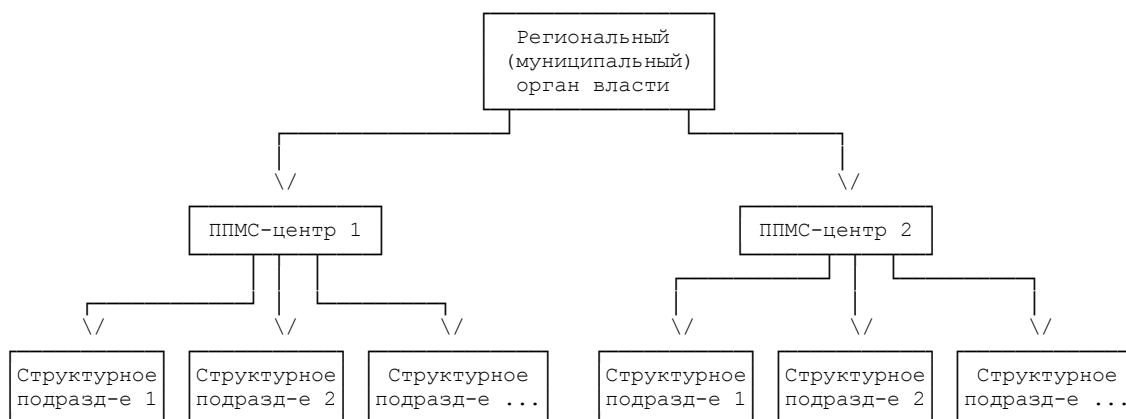 Региональный
(муниципальный)
орган власти
ППМС-центр 1
ППМС-центр 2
Структурное
подразд-е 1
Структурное
подразд-е 2
Структурное
подразд-е ...
Структурное
подразд-е 1
Структурное
подразд-е 2
Структурное
подразд-е ...